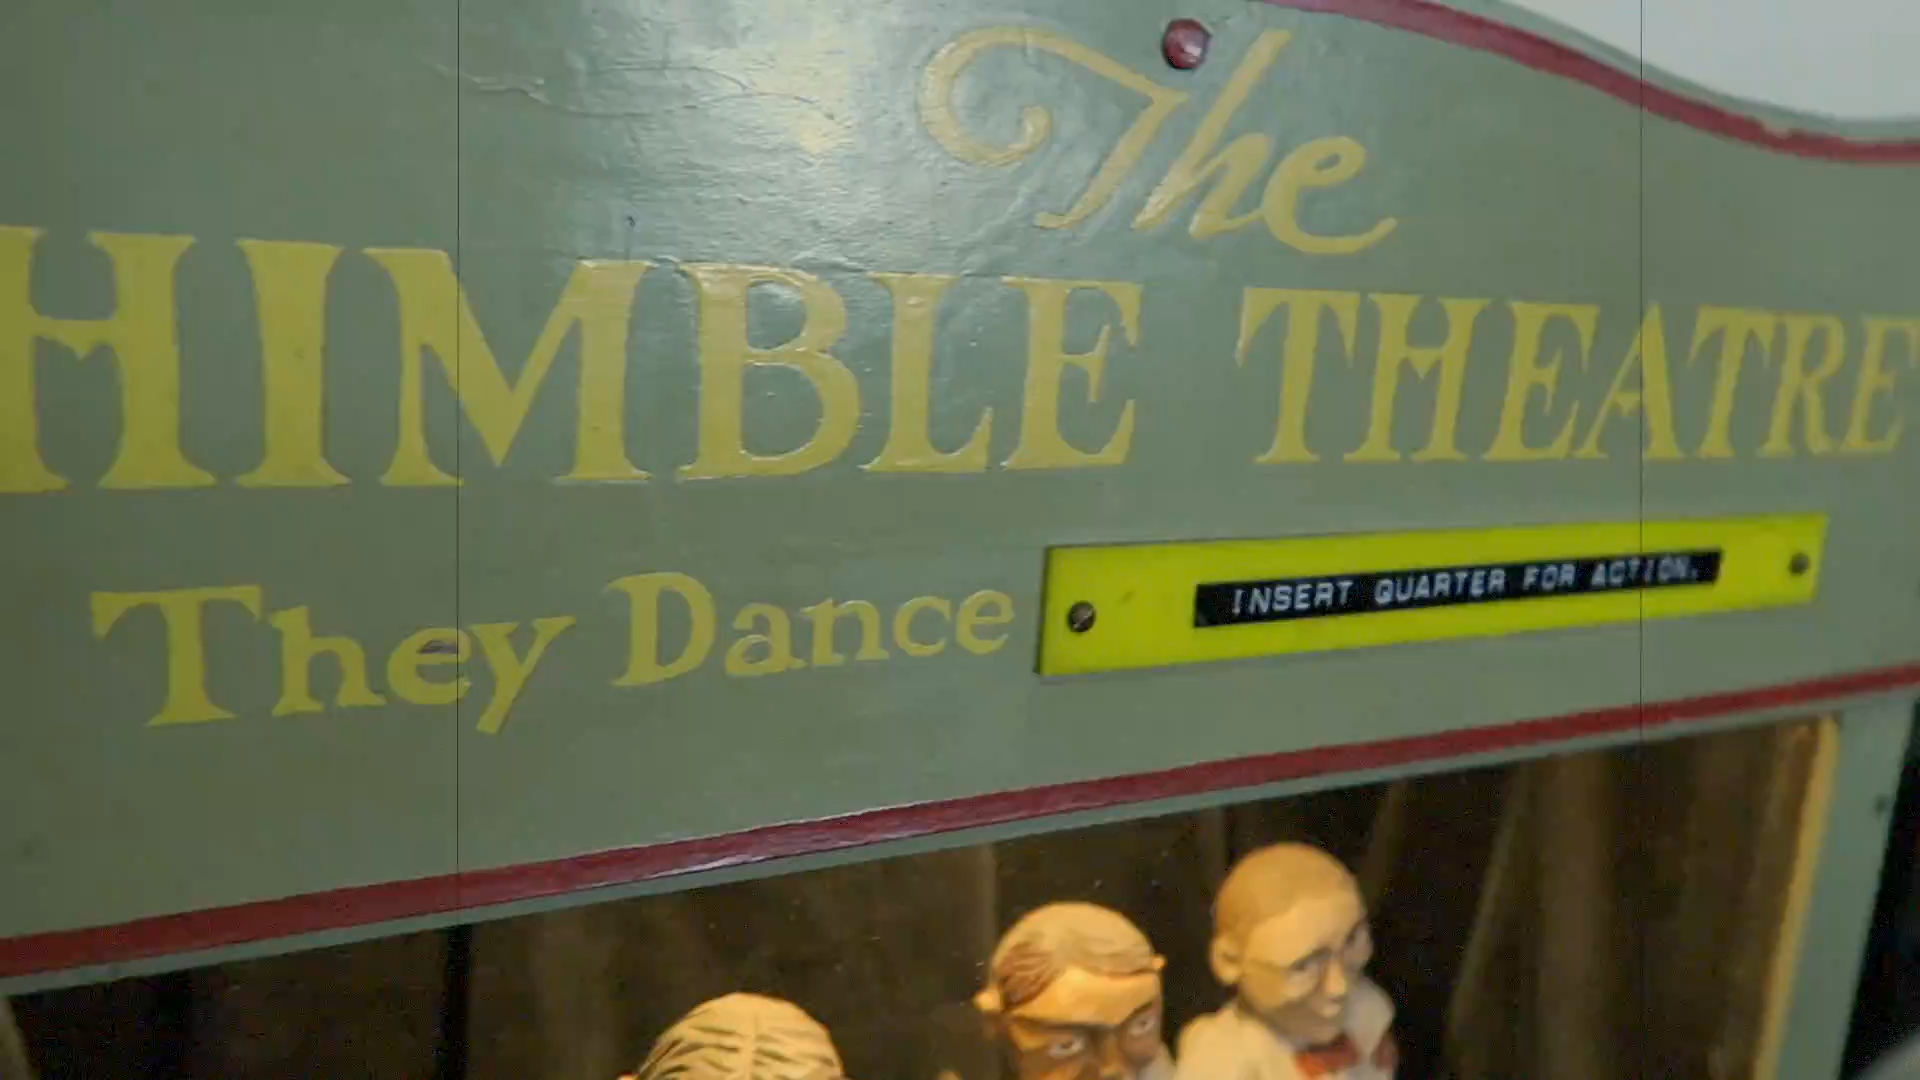 The
HIMBLE THEATRE
They Dance
INSERT QUARTER FOR ACTION.